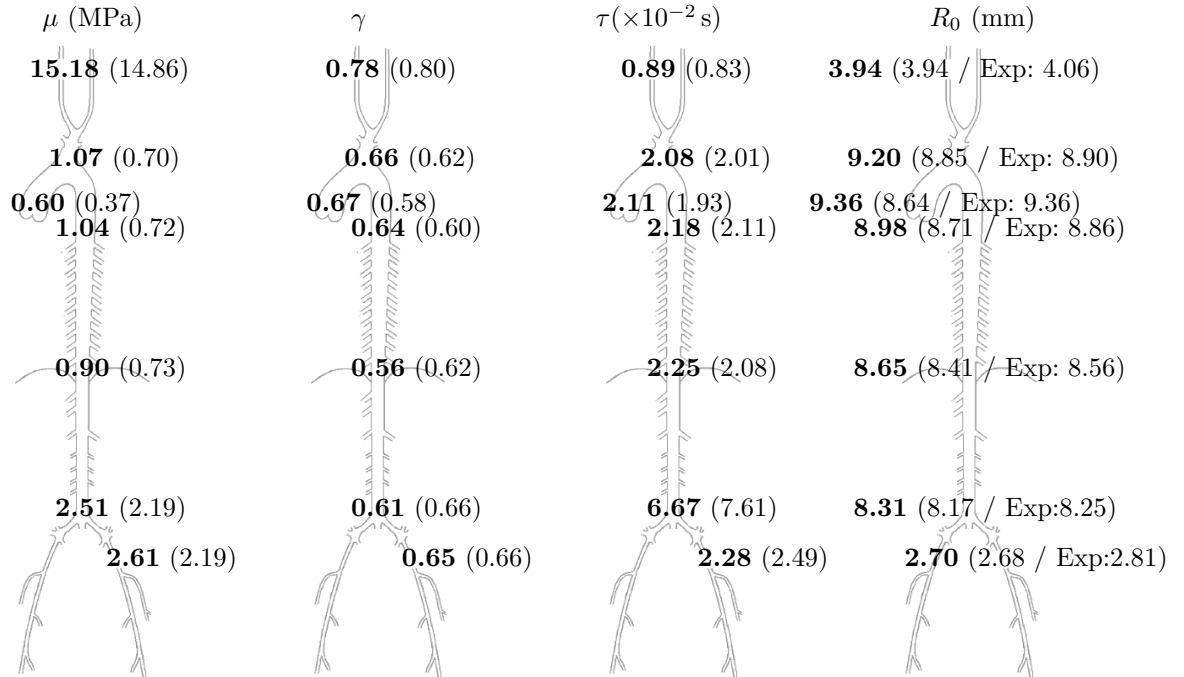 μ (MPa) γ τ(×10⁻² s) R₀ (mm)
15.18 (14.86) 0.78 (0.80) 0.89 (0.83) 3.94 (3.94 / Exp: 4.06)
1.07 (0.70) 0.66 (0.62) 2.08 (2.01) 9.20 (8.85 / Exp: 8.90)
0.60 (0.37) 0.67 (0.58) 2.11 (1.93) 9.36 (8.64 / Exp: 9.36)
1.04 (0.72) 0.64 (0.60) 2.18 (2.11) 8.98 (8.71 / Exp: 8.86)
0.90 (0.73) 0.56 (0.62) 2.25 (2.08) 8.65 (8.41 / Exp: 8.56)
2.51 (2.19) 0.61 (0.66) 6.67 (7.61) 8.31 (8.17 / Exp:8.25)
2.61 (2.19) 0.65 (0.66) 2.28 (2.49) 2.70 (2.68 / Exp:2.81)